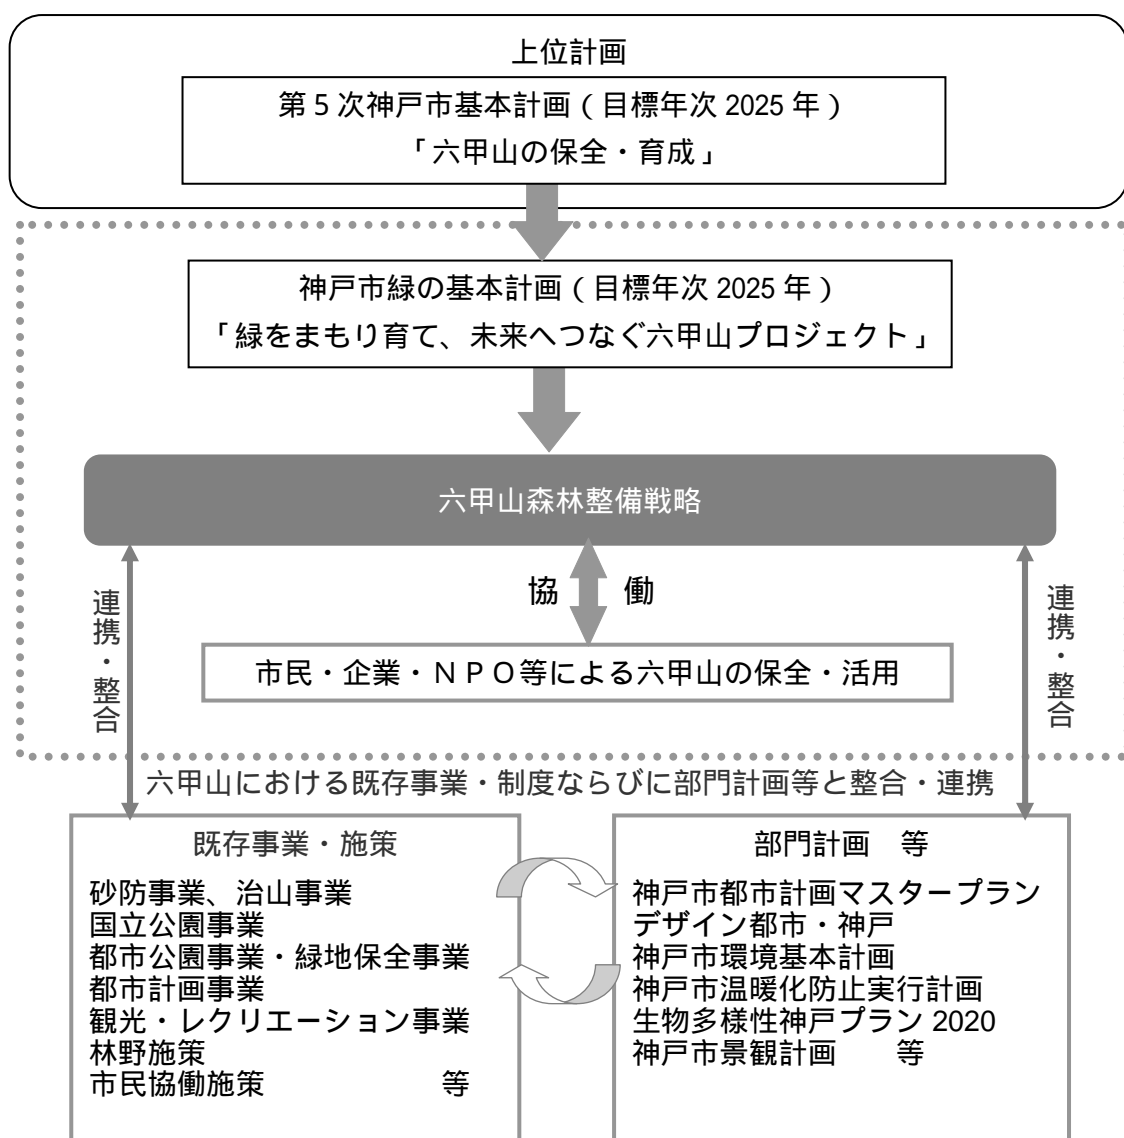 上位計画
第5次神戸市基本計画(目標年次 2025 年)
「六甲山の保全・育成」
神戸市緑の基本計画(目標年次 2025 年)
「緑をまもり育て、未来へつなぐ六甲山プロジェクト」
六甲山森林整備戦略
協 働
連携・整合
連携・整合
市民・企業・NPO等による六甲山の保全・活用
六甲山における既存事業・制度ならびに部門計画等と整合・連携
既存事業・施策
砂防事業、治山事業
国立公園事業
都市公園事業・緑地保全事業
都市計画事業
観光・レクリエーション事業
林野施策
市民協働施策 等
部門計画 等
神戸市都市計画マスタープラン
デザイン都市・神戸
神戸市環境基本計画
神戸市温暖化防止実行計画
生物多様性神戸プラン 2020
神戸市景観計画 等